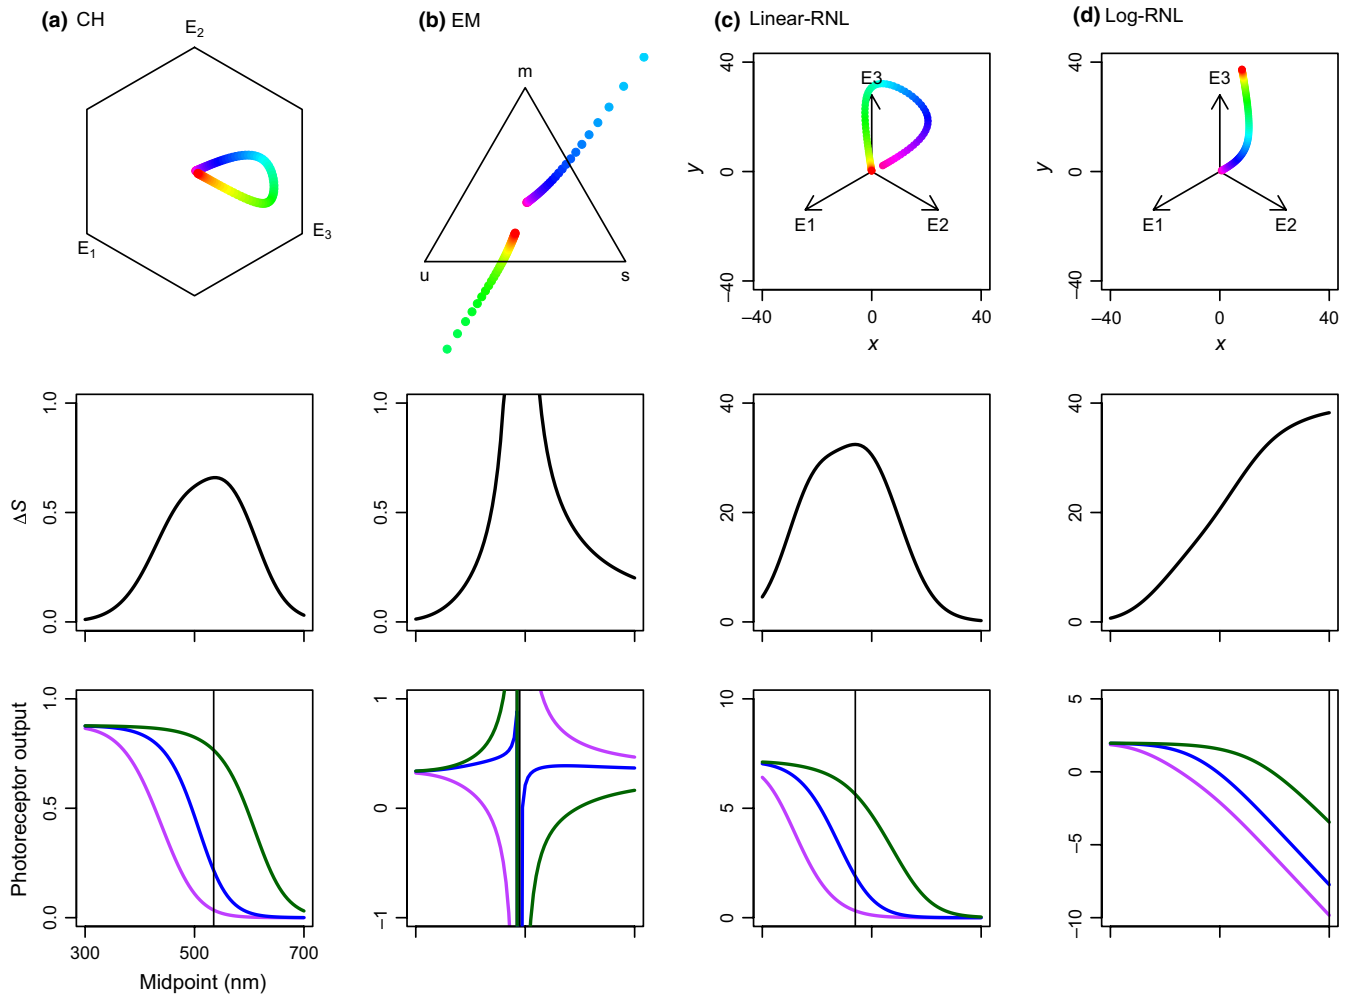 (a) CH
(b) EM
(c) Linear-RNL
(d) Log-RNL
E2
E1
E3
m
u
s
40
0
−40
y
E3
E1
E2
−40
0
40
x
40
0
−40
y
E3
E1
E2
−40
0
40
x
1.0
0.5
0.0
ΔS
1.0
0.5
0.0
40
20
0
40
20
0
1.0
0.5
0.0
Photoreceptor output
300
500
700
Midpoint (nm)
1
0
−1
10
5
0
5
0
−5
−10